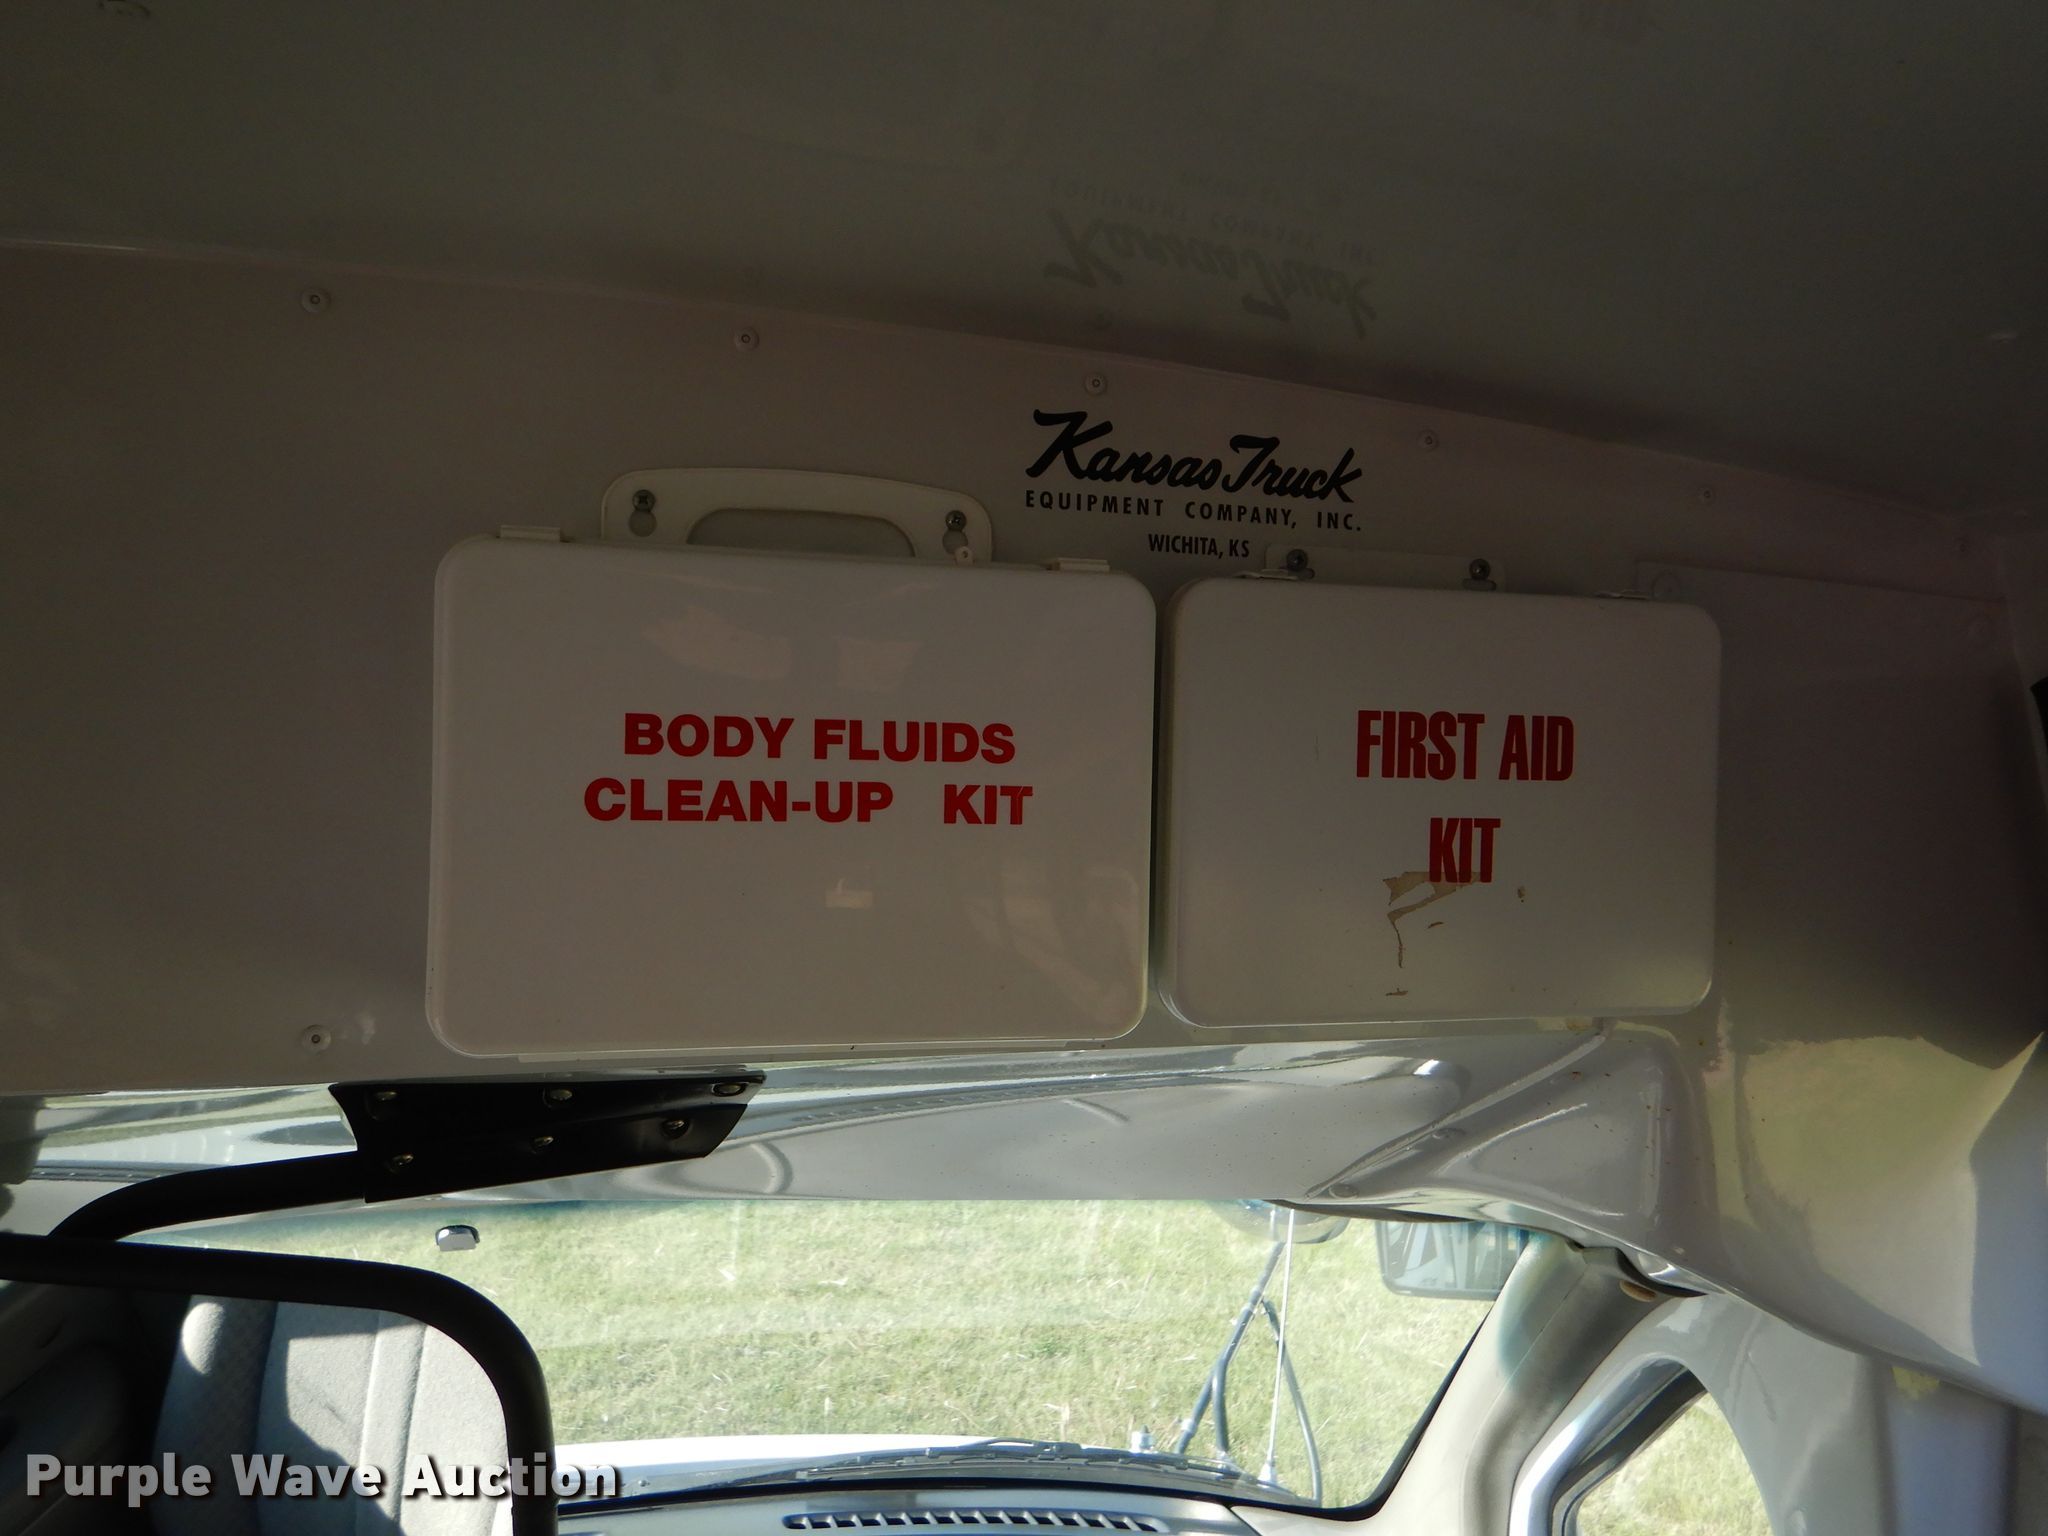 Kansas Truck
EQUIPMENT COMPANY, INC.
WICHITA, KS
BODY FLUIDS
CLEAN-UP KIT
FIRST AID
KIT
Purple Wave Auction